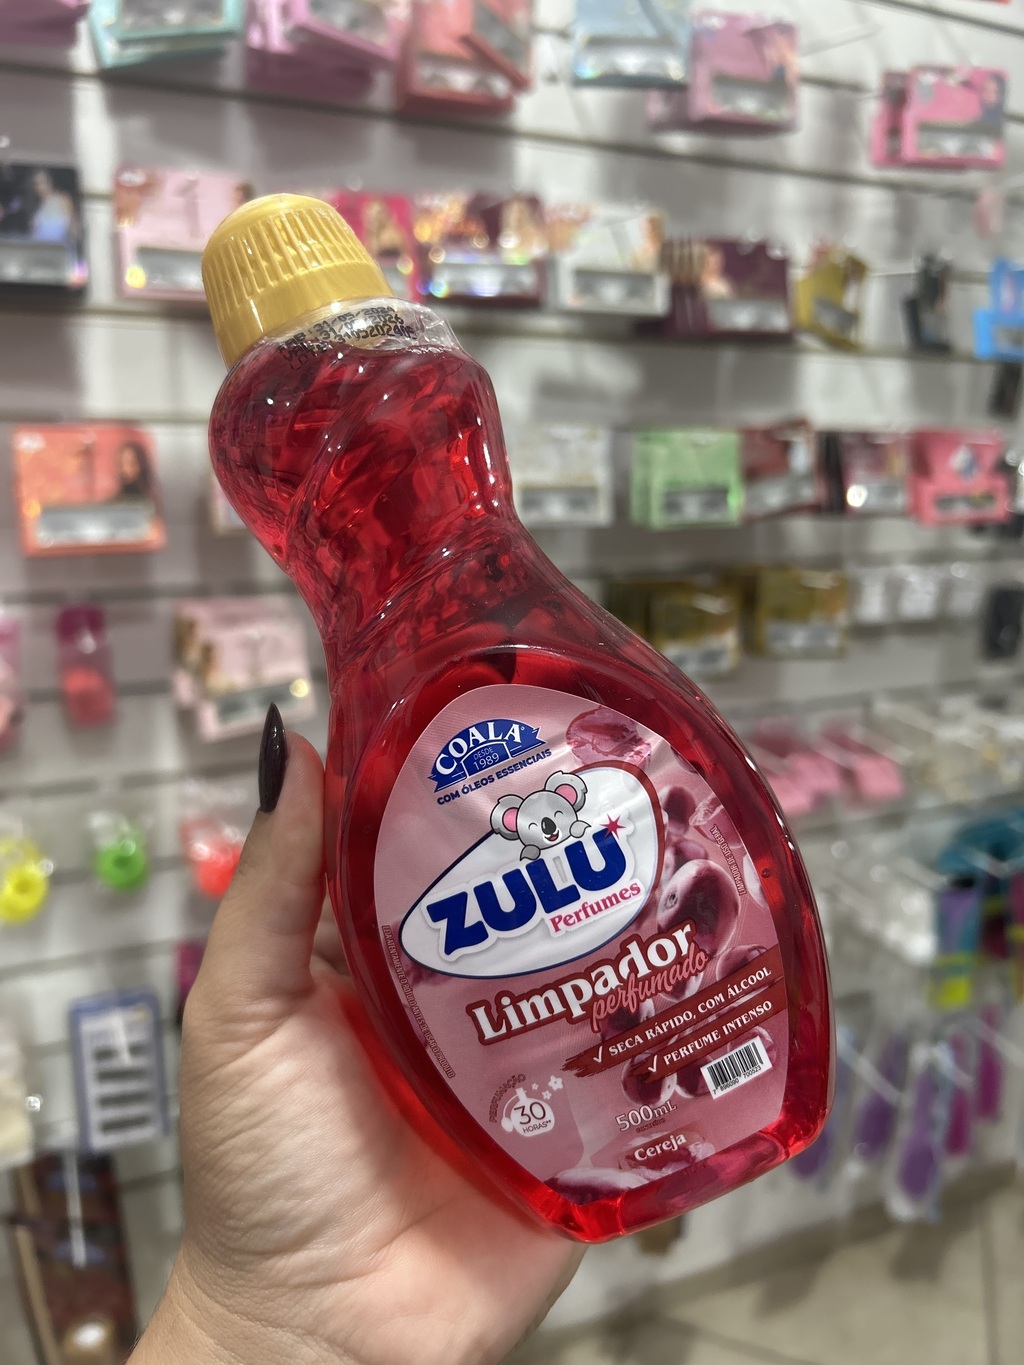 COALA
DESDE
1989
COM ÓLEOS ESSENCIAIS
ZULU
Perfumes
Limpador
perfumado
√ SECA RÁPIDO, COM ÁLCOOL
√ PERFUME INTENSO
PERFUMAÇÃO
30
HORAS**
500mL
Cereja